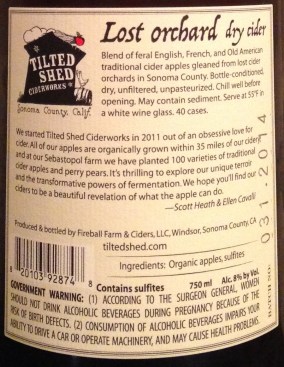 TILTED
SHED
CIDERWORKS
Sonoma County, Calif.
Lost orchard dry cider
Blend of feral English, French, and Old American
traditional cider apples gleaned from lost cider
orchards in Sonoma County. Bottle-conditioned,
dry, unfiltered, unpasteurized. Chill well before
opening. May contain sediment. Serve at 55°F in
a white wine glass. 40 cases.
We started Tilted Shed Ciderworks in 2011 out of an obsessive love for
cider. All of our apples are organically grown within 35 miles of our cidery
and at our Sebastopol farm we have planted 100 varieties of traditional
cider apples and perry pears. It's thrilling to explore our unique terroir
and the transformative powers of fermentation. We hope you'll find our
ciders to be a beautiful revelation of what the apple can do.
—Scott Heath & Ellen Cavalli
Produced & bottled by Fireball Farm & Ciders, LLC, Windsor, Sonoma County, CA
tiltedshed.com
Ingredients: Organic apples, sulfites
8 20103 92874 8
Contains sulfites 750 ml Alc. 8% by Vol.
GOVERNMENT WARNING: (1) ACCORDING TO THE SURGEON GENERAL, WOMEN
SHOULD NOT DRINK ALCOHOLIC BEVERAGES DURING PREGNANCY BECAUSE OF THE
RISK OF BIRTH DEFECTS. (2) CONSUMPTION OF ALCOHOLIC BEVERAGES IMPAIRS YOUR
ABILITY TO DRIVE A CAR OR OPERATE MACHINERY, AND MAY CAUSE HEALTH PROBLEMS.
BATCH NO. 031-2014